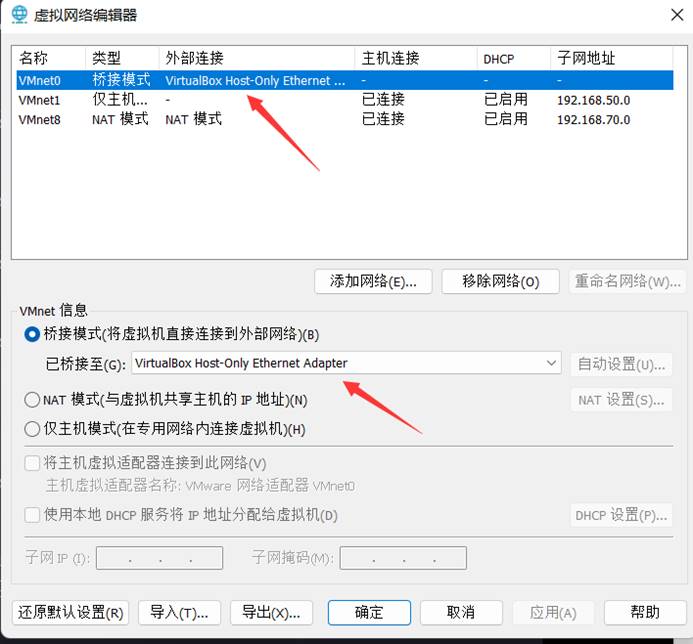 虚拟网络编辑器
名称 类型 外部连接 主机连接 DHCP 子网地址
VMnet0 桥接模式 VirtualBox Host-Only Ethernet ... - - -
VMnet1 仅主机... - 已连接 已启用 192.168.50.0
VMnet8 NAT 模式 NAT 模式 已连接 已启用 192.168.70.0
添加网络(E)... 移除网络(O) 重命名网络(W)...
VMnet 信息
桥接模式(将虚拟机直接连接到外部网络)(B)
已桥接至(G): VirtualBox Host-Only Ethernet Adapter 自动设置(U)...
NAT 模式(与虚拟机共享主机的 IP 地址)(N) NAT 设置(S)...
仅主机模式(在专用网络内连接虚拟机)(H)
将主机虚拟适配器连接到此网络(V)
主机虚拟适配器名称: VMware 网络适配器 VMnet0
使用本地 DHCP 服务将 IP 地址分配给虚拟机(D) DHCP 设置(P)...
子网 IP (I): . . . 子网掩码(M): . . .
还原默认设置(R) 导入(T)... 导出(X)... 确定 取消 应用(A) 帮助